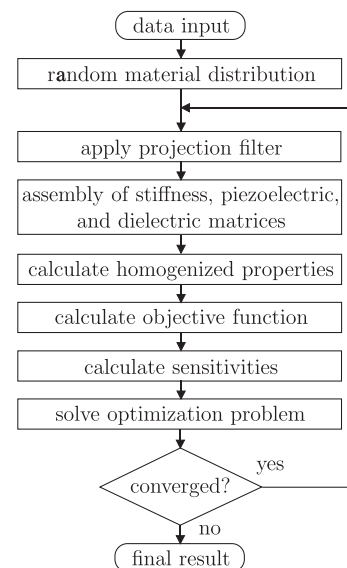 data input
random material distribution
apply projection filter
assembly of stiffness, piezoelectric,
and dielectric matrices
calculate homogenized properties
calculate objective function
calculate sensitivities
solve optimization problem
yes
converged?
no
final result